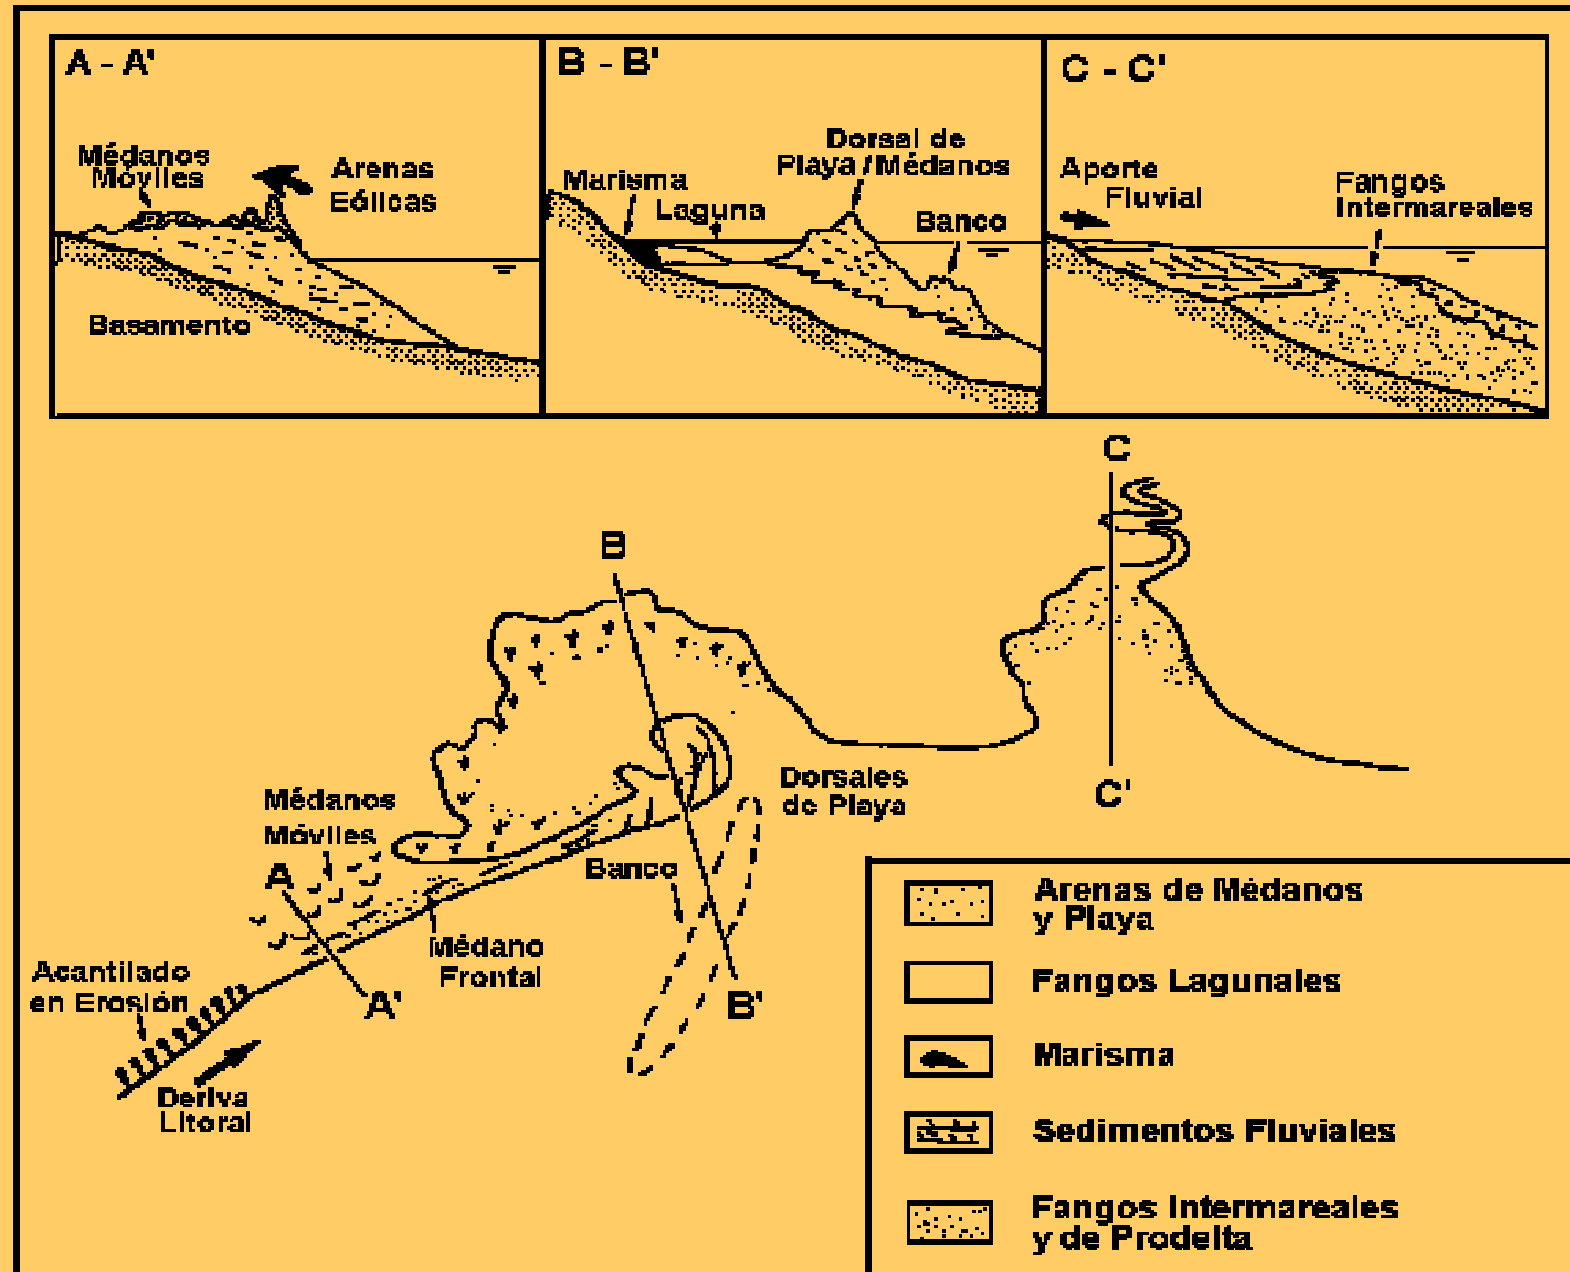 A - A'
Médanos
Móviles
Arenas
Eólicas
Basamento
B - B'
Dorsal de
Playa / Médanos
Marisma
Laguna
Banco
C - C'
Aporte
Fluvial
Fangos
Intermareales
C
B
Dorsales
de Playa
C'
Médanos
Móviles
A
Banco
Médano
Frontal
Acantilado
en Erosión
A'
B'
Deriva
Litoral
Arenas de Médanos
y Playa
Fangos Lagunales
Marisma
Sedimentos Fluviales
Fangos Intermareales
y de Prodelta